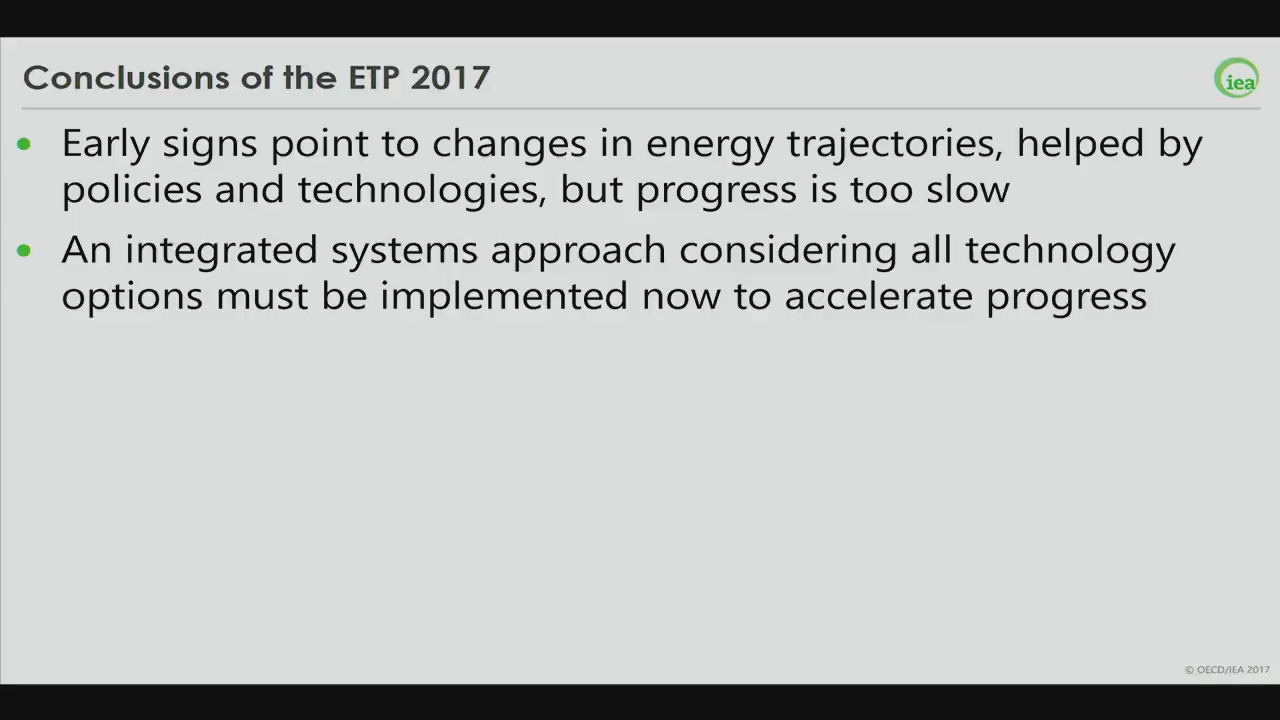 Conclusions of the ETP 2017
iea
• Early signs point to changes in energy trajectories, helped by
policies and technologies, but progress is too slow
• An integrated systems approach considering all technology
options must be implemented now to accelerate progress
© OECD/IEA 2017